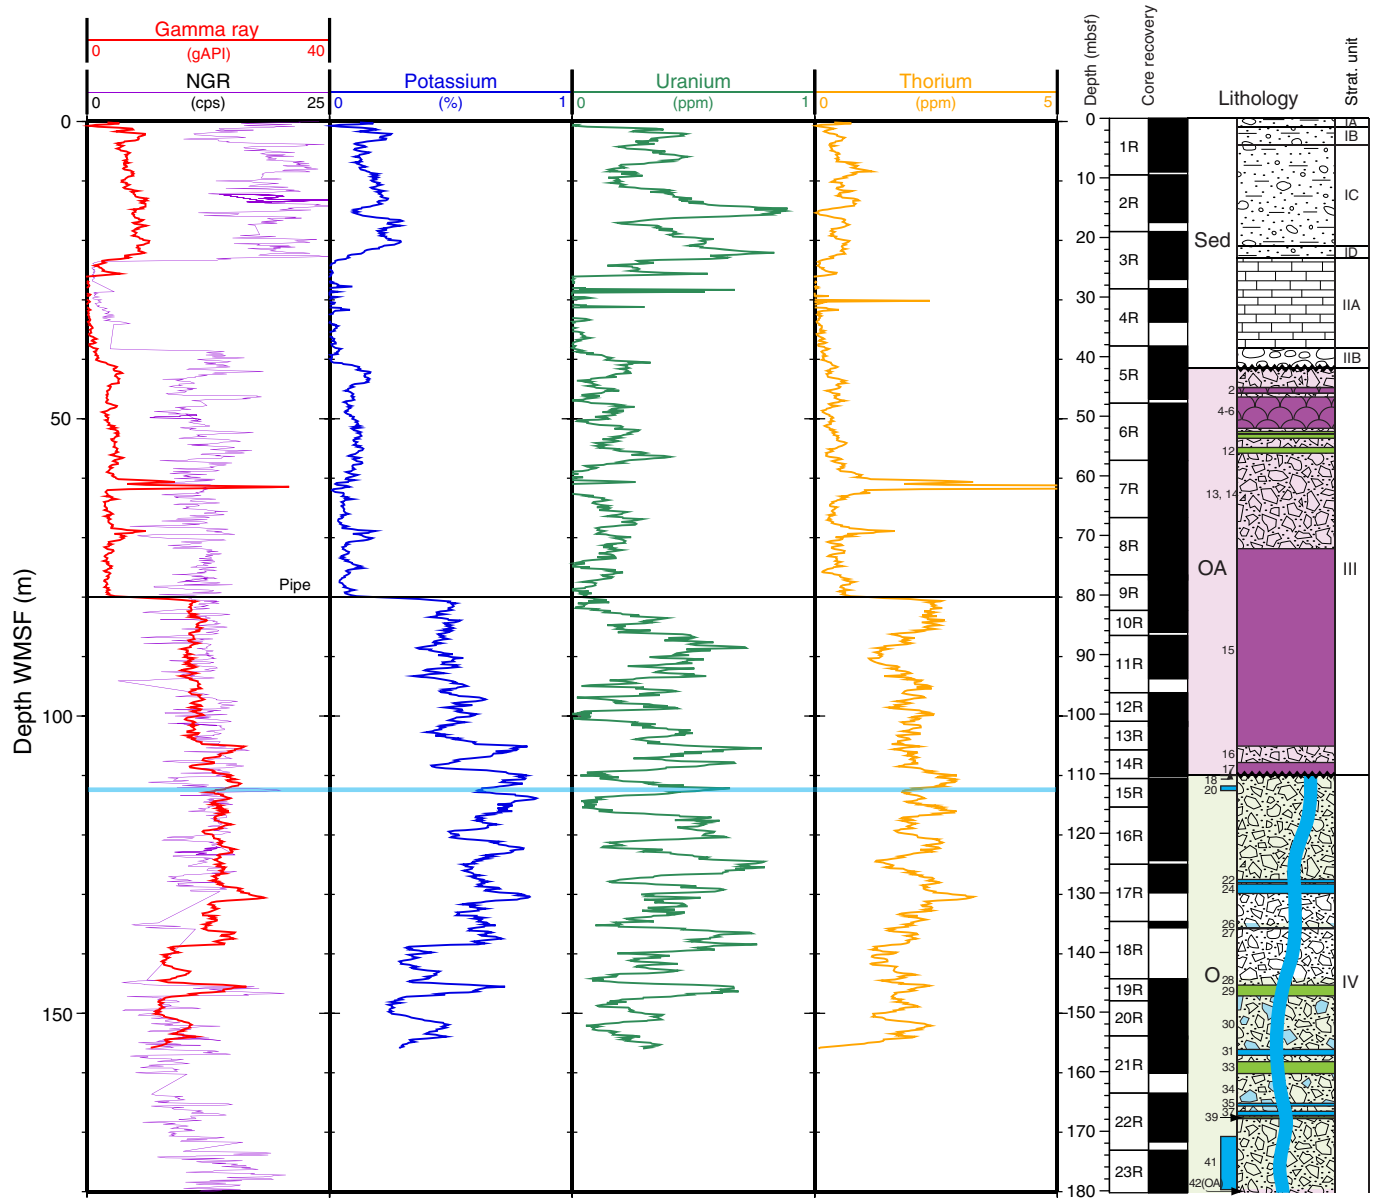 Gamma ray
0 (gAPI) 40
NGR
0 (cps) 25
Potassium
0 (%) 1
Uranium
0 (ppm) 1
Thorium
0 (ppm) 5
Depth (mbsf)
Core recovery
Lithology
Strat. unit
Depth WMSF (m)
0
50
100
150
Pipe
0
10
20
30
40
50
60
70
80
90
100
110
120
130
140
150
160
170
180
1R
2R
3R
4R
5R
6R
7R
8R
9R
10R
11R
12R
13R
14R
15R
16R
17R
18R
19R
20R
21R
22R
23R
Sed
OA
O
2
4-6
12
13, 14
15
16
17
18
20
22
24
26
27
28
29
30
31
33
34
35
37
39
41
42(OA)
IA
IB
IC
ID
IIA
IIB
III
IV